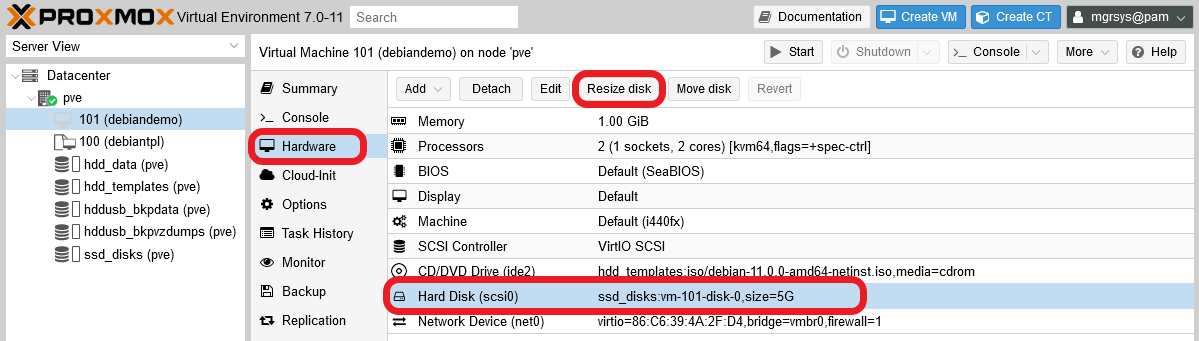 PROXMOX Virtual Environment 7.0-11 Search Documentation Create VM Create CT mgrsys@pam
Server View
Datacenter
pve
101 (debiandemo)
100 (debiantpl)
hdd_data (pve)
hdd_templates (pve)
hddusb_bkpdata (pve)
hddusb_bkpvzdumps (pve)
ssd_disks (pve)
Virtual Machine 101 (debiandemo) on node 'pve' Start Shutdown Console More Help
Summary
Console
Hardware
Cloud-Init
Options
Task History
Monitor
Backup
Replication
Add Detach Edit Resize disk Move disk Revert
Memory 1.00 GiB
Processors 2 (1 sockets, 2 cores) [kvm64,flags=+spec-ctrl]
BIOS Default (SeaBIOS)
Display Default
Machine Default (i440fx)
SCSI Controller VirtIO SCSI
CD/DVD Drive (ide2) hdd_templates:iso/debian-11.0.0-amd64-netinst.iso,media=cdrom
Hard Disk (scsi0) ssd_disks:vm-101-disk-0,size=5G
Network Device (net0) virtio=86:C6:39:4A:2F:D4,bridge=vmbr0,firewall=1